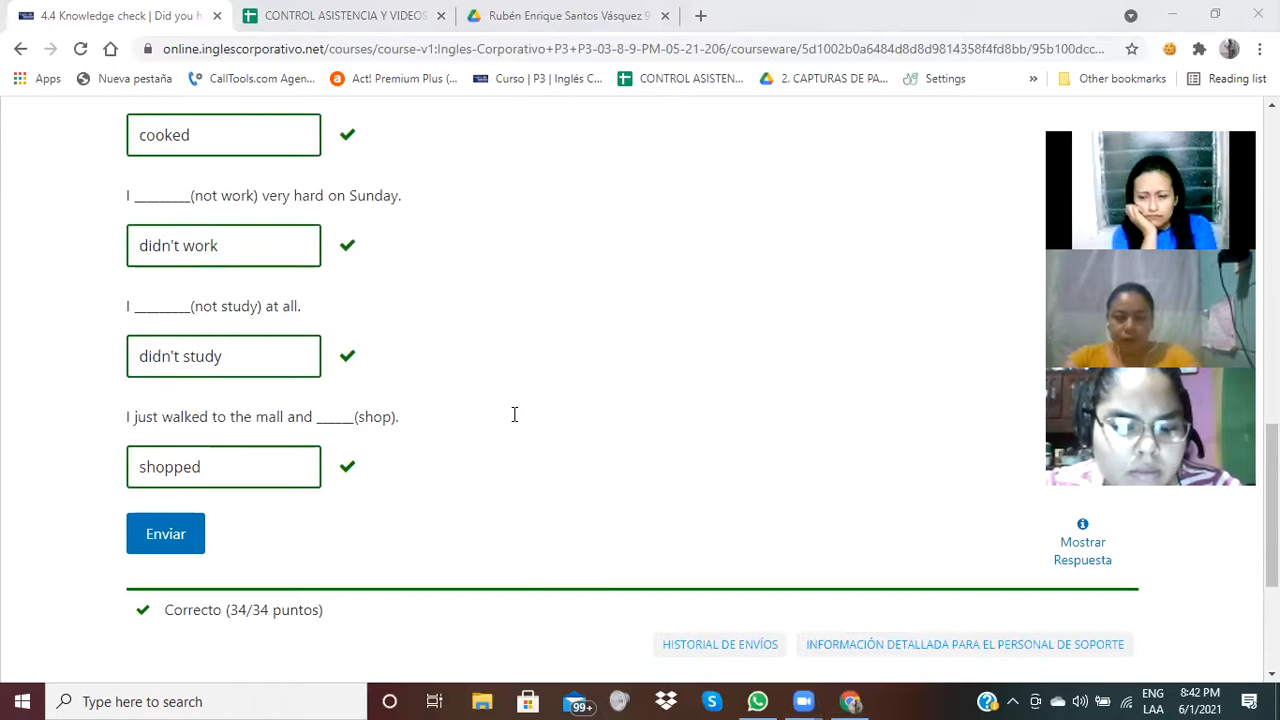 4.4 Knowledge check | Did you h
CONTROL ASISTENCIA Y VIDEOS
Rubén Enrique Santos Vásquez 9
online.inglescorporativo.net/courses/course-v1:Ingles-Corporativo+P3+P3-03-8-9-PM-05-21-206/courseware/5d1002b0a6484d8d8d9814358f4fd8bb/95b100dcc...
Apps
Nueva pestaña
CallTools.com Agen...
Act! Premium Plus (...
Curso | P3 | Inglés C...
CONTROL ASISTEN...
2. CAPTURAS DE PA...
Settings
»
Other bookmarks
Reading list
cooked
I ________(not work) very hard on Sunday.
didn't work
I ________(not study) at all.
didn't study
I just walked to the mall and _____(shop).
shopped
Enviar
Mostrar
Respuesta
Correcto (34/34 puntos)
HISTORIAL DE ENVÍOS
INFORMACIÓN DETALLADA PARA EL PERSONAL DE SOPORTE
Type here to search
99+
ENG
LAA
8:42 PM
6/1/2021